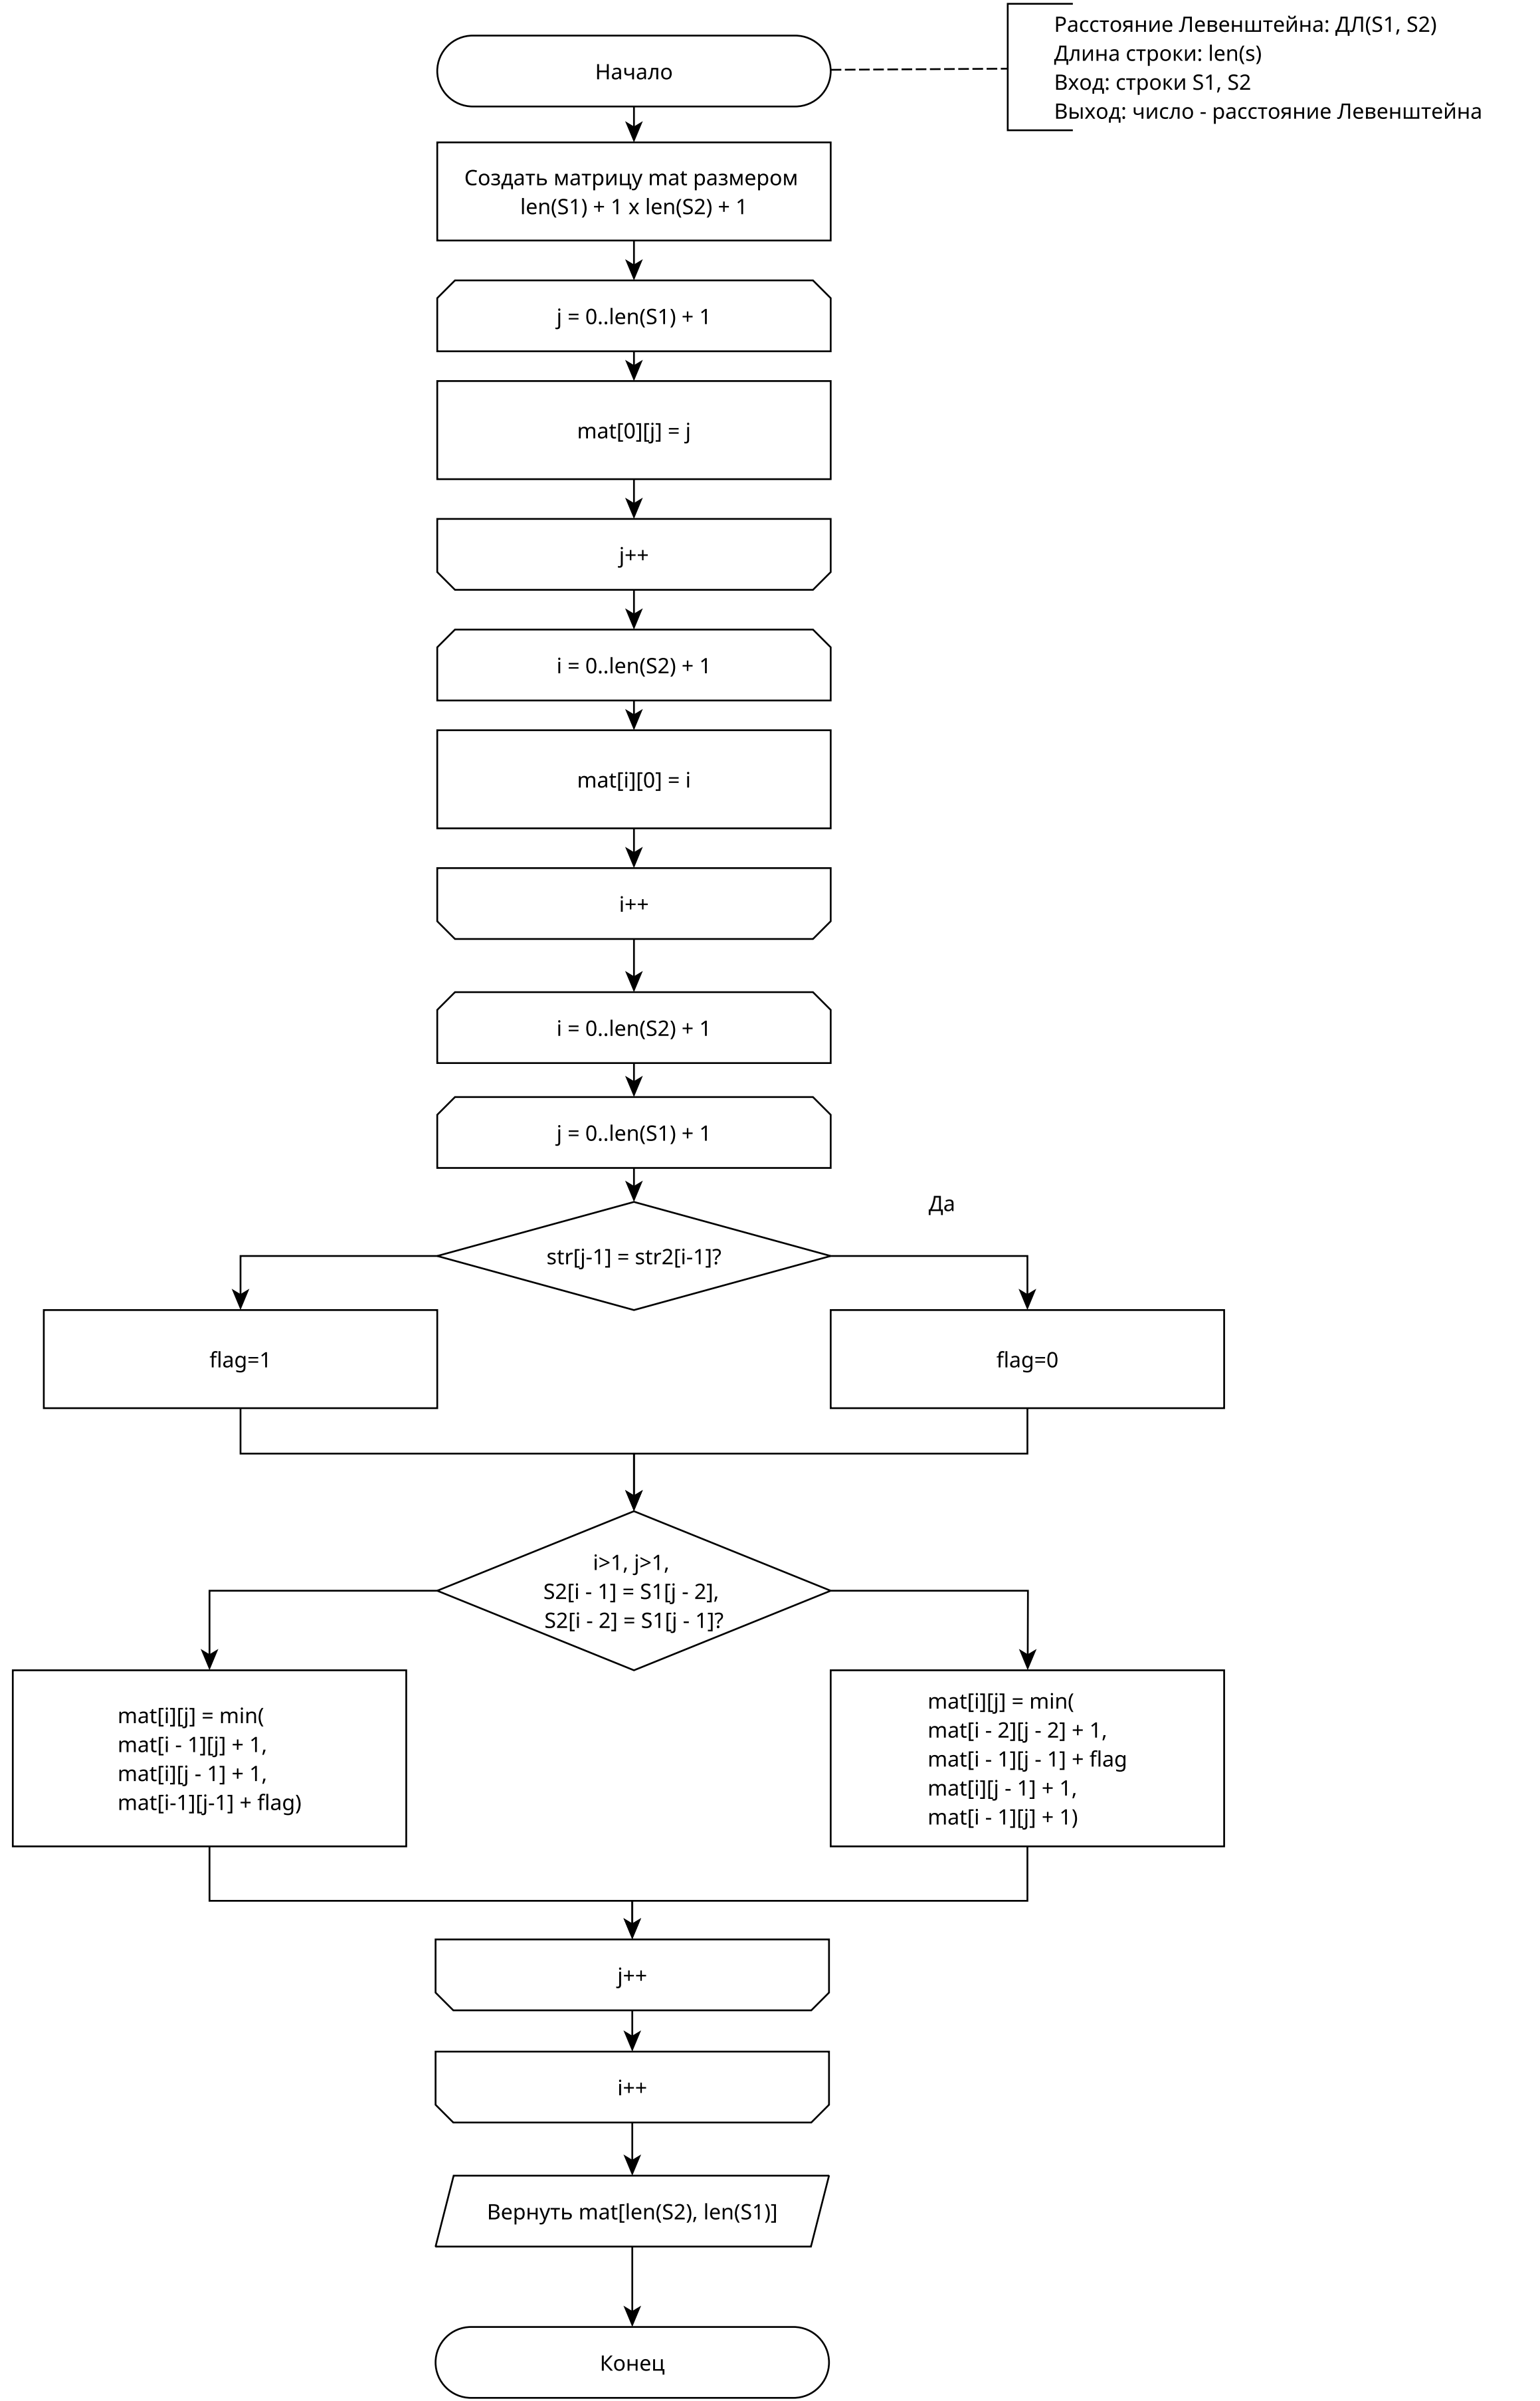 Начало
Расстояние Левенштейна: ДЛ(S1, S2)
Длина строки: len(s)
Вход: строки S1, S2
Выход: число - расстояние Левенштейна
Создать матрицу mat размером
len(S1) + 1 x len(S2) + 1
j = 0..len(S1) + 1
mat[0][j] = j
j++
i = 0..len(S2) + 1
mat[i][0] = i
i++
i = 0..len(S2) + 1
j = 0..len(S1) + 1
Да
str[j-1] = str2[i-1]?
flag=1
flag=0
i>1, j>1,
S2[i - 1] = S1[j - 2],
S2[i - 2] = S1[j - 1]?
mat[i][j] = min(
mat[i - 1][j] + 1,
mat[i][j - 1] + 1,
mat[i-1][j-1] + flag)
mat[i][j] = min(
mat[i - 2][j - 2] + 1,
mat[i - 1][j - 1] + flag
mat[i][j - 1] + 1,
mat[i - 1][j] + 1)
j++
i++
Вернуть mat[len(S2), len(S1)]
Конец